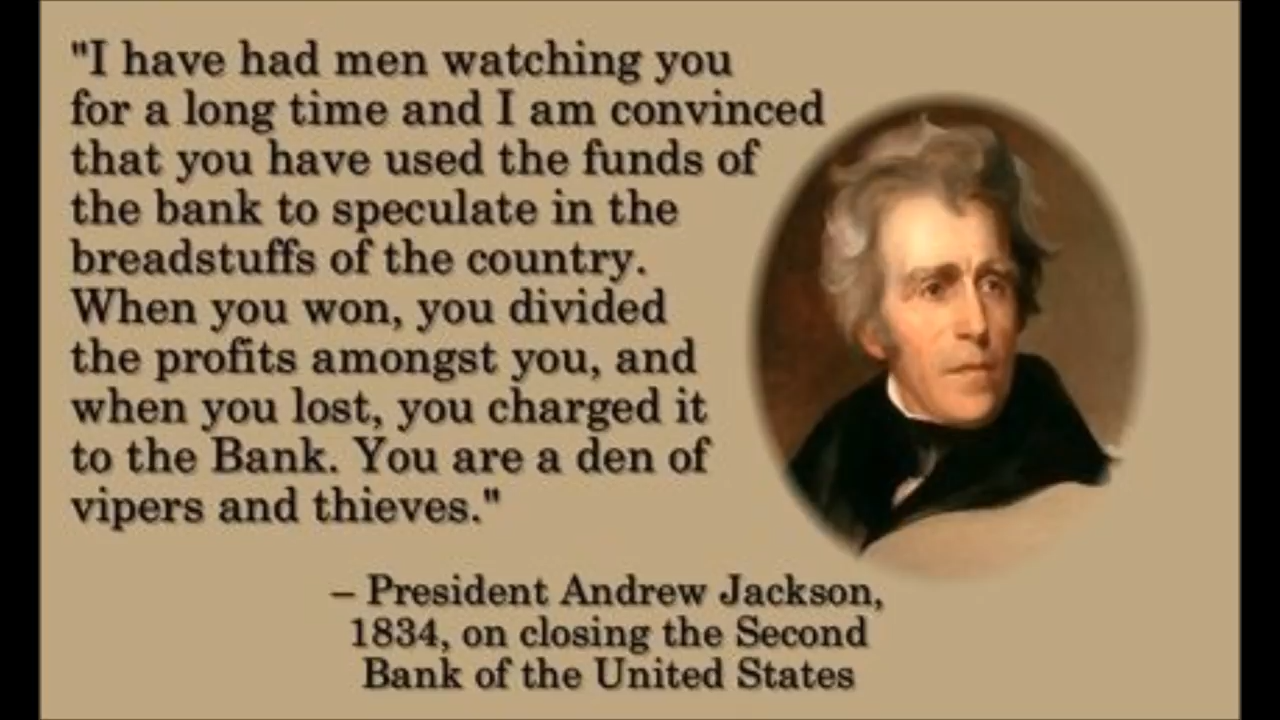 "I have had men watching you
for a long time and I am convinced
that you have used the funds of
the bank to speculate in the
breadstuffs of the country.
When you won, you divided
the profits amongst you, and
when you lost, you charged it
to the Bank. You are a den of
vipers and thieves."
– President Andrew Jackson,
1834, on closing the Second
Bank of the United States